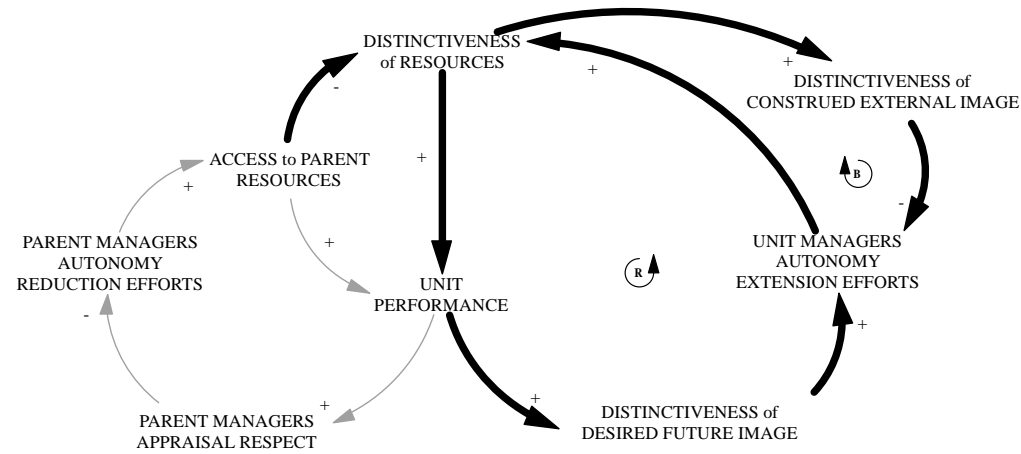 DISTINCTIVENESS
of RESOURCES
+
DISTINCTIVENESS of
CONSTRUED EXTERNAL IMAGE
+
-
ACCESS to PARENT
RESOURCES
+
B
+
-
PARENT MANAGERS
AUTONOMY
REDUCTION EFFORTS
+
UNIT MANAGERS
AUTONOMY
EXTENSION EFFORTS
R
UNIT
PERFORMANCE
-
+
+
+
PARENT MANAGERS
APPRAISAL RESPECT
DISTINCTIVENESS of
DESIRED FUTURE IMAGE